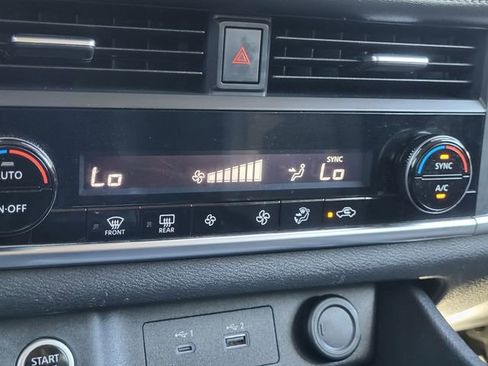 SYNC
Lo Lo
AUTO SYNC
ON-OFF A/C
FRONT REAR
1 2
START